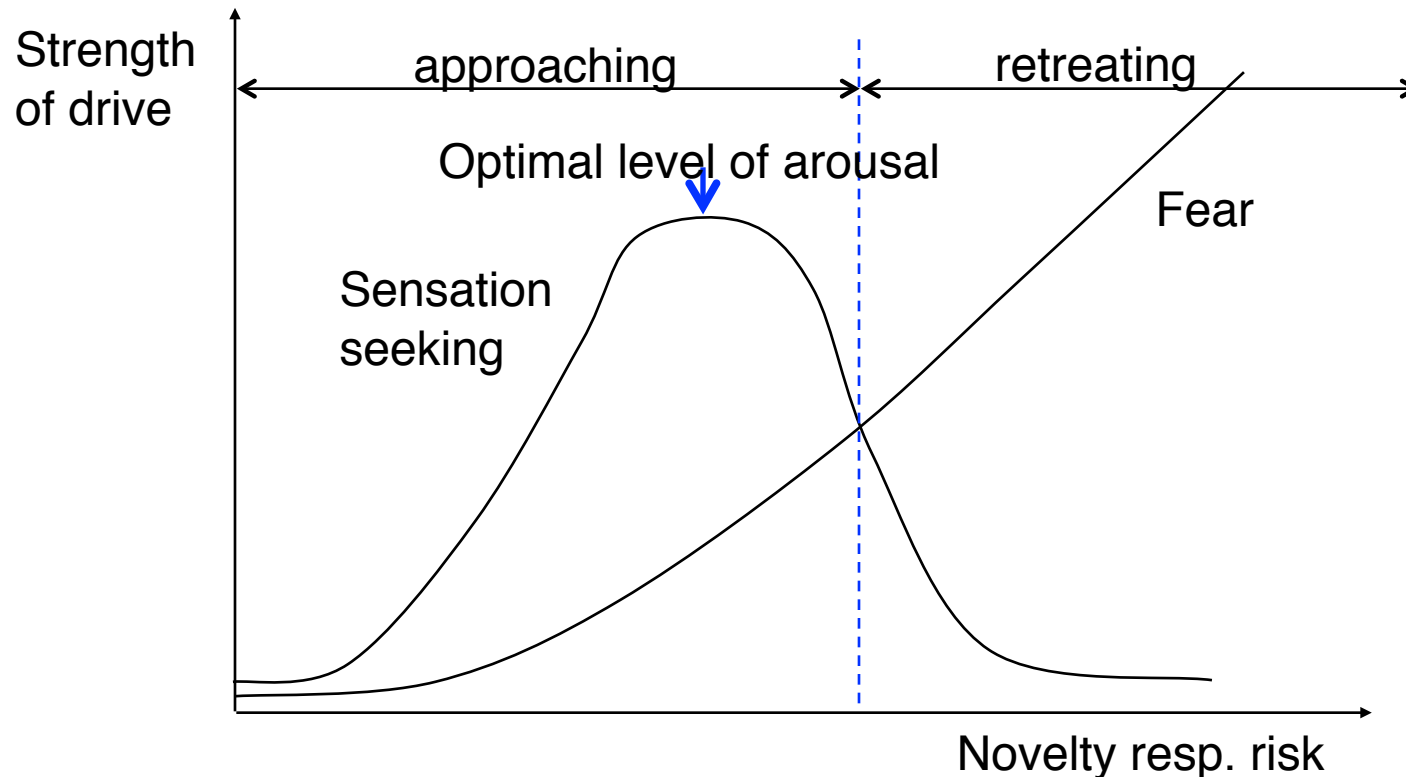 Strength
of drive
approaching
retreating
Optimal level of arousal
Fear
Sensation
seeking
Novelty resp. risk